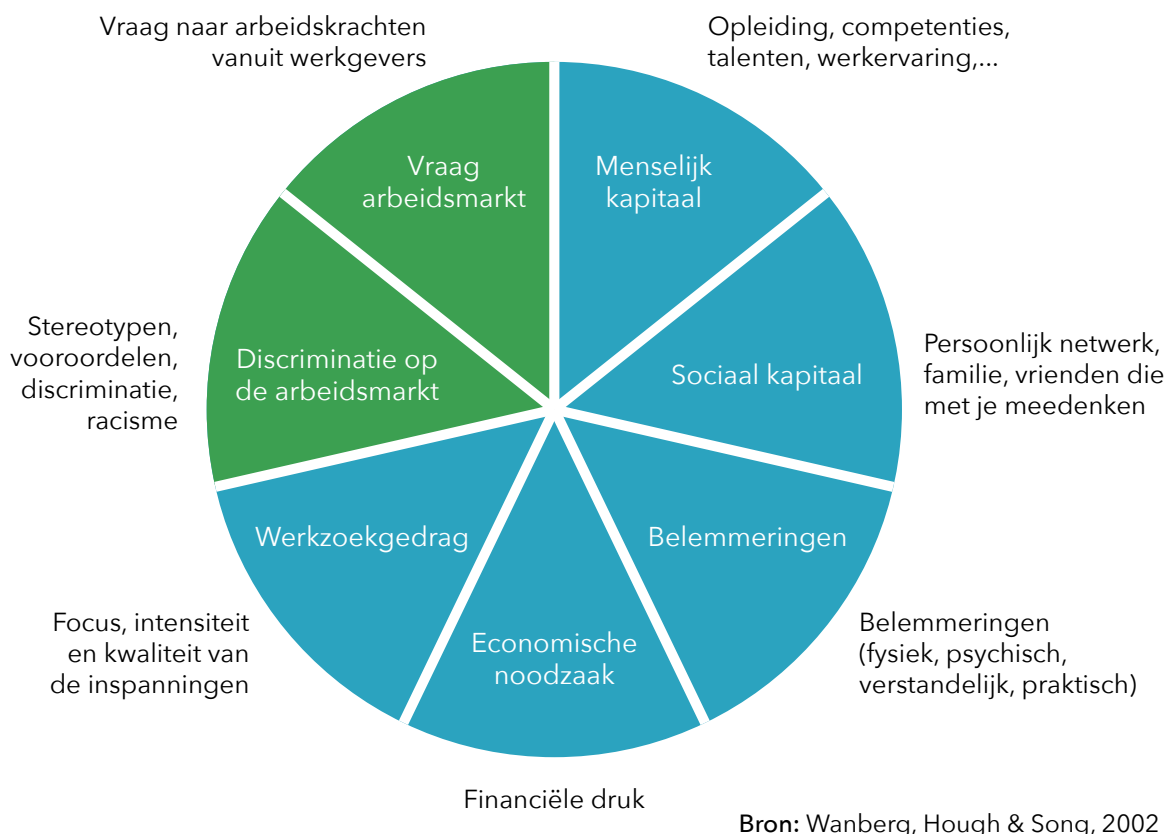 Vraag naar arbeidskrachten
vanuit werkgevers
Opleiding, competenties,
talenten, werkervaring,...
Vraag
arbeidsmarkt
Menselijk
kapitaal
Stereotypen,
vooroordelen,
discriminatie,
racisme
Discriminatie op
de arbeidsmarkt
Sociaal kapitaal
Persoonlijk netwerk,
familie, vrienden die
met je meedenken
Werkzoekgedrag
Belemmeringen
Focus, intensiteit
en kwaliteit van
de inspanningen
Economische
noodzaak
Belemmeringen
(fysiek, psychisch,
verstandelijk, praktisch)
Financiële druk
Bron: Wanberg, Hough & Song, 2002